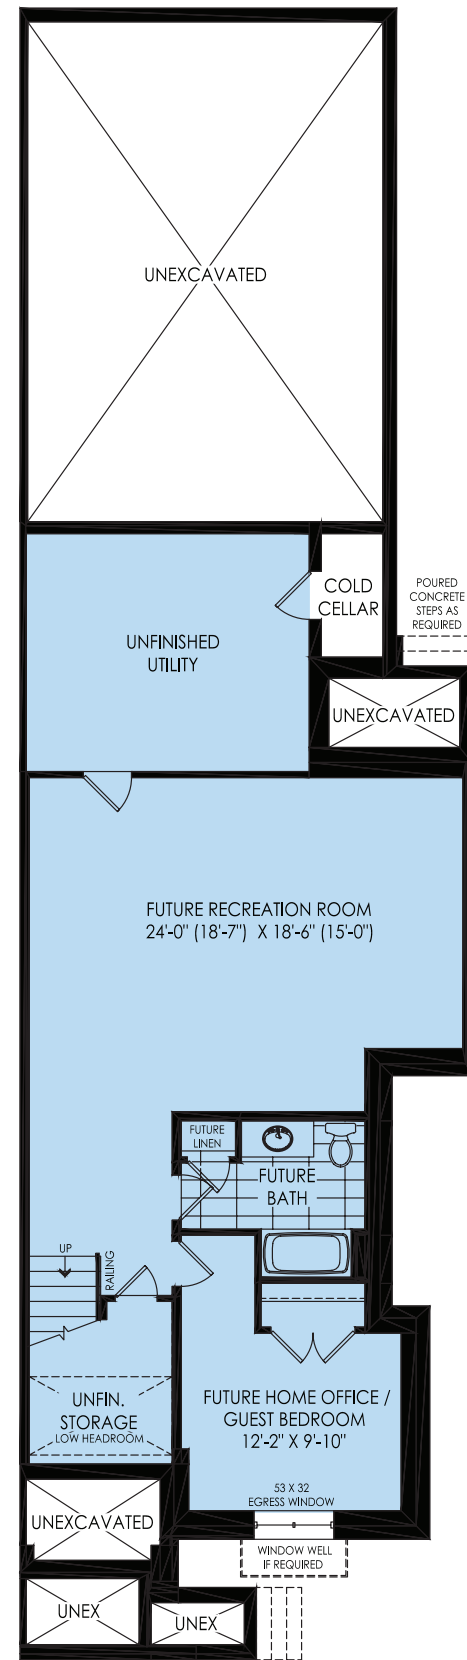 UNEXCAVATED
COLD
CELLAR
POURED
CONCRETE
STEPS AS
REQUIRED
UNFINISHED
UTILITY
UNEXCAVATED
FUTURE RECREATION ROOM
24'-0" (18'-7") X 18'-6" (15'-0")
FUTURE
LINEN
FUTURE
BATH
UP
RAILING
UNFIN.
STORAGE
LOW HEADROOM
FUTURE HOME OFFICE /
GUEST BEDROOM
12'-2" X 9'-10"
53 X 32
EGRESS WINDOW
UNEXCAVATED
WINDOW WELL
IF REQUIRED
UNEX
UNEX